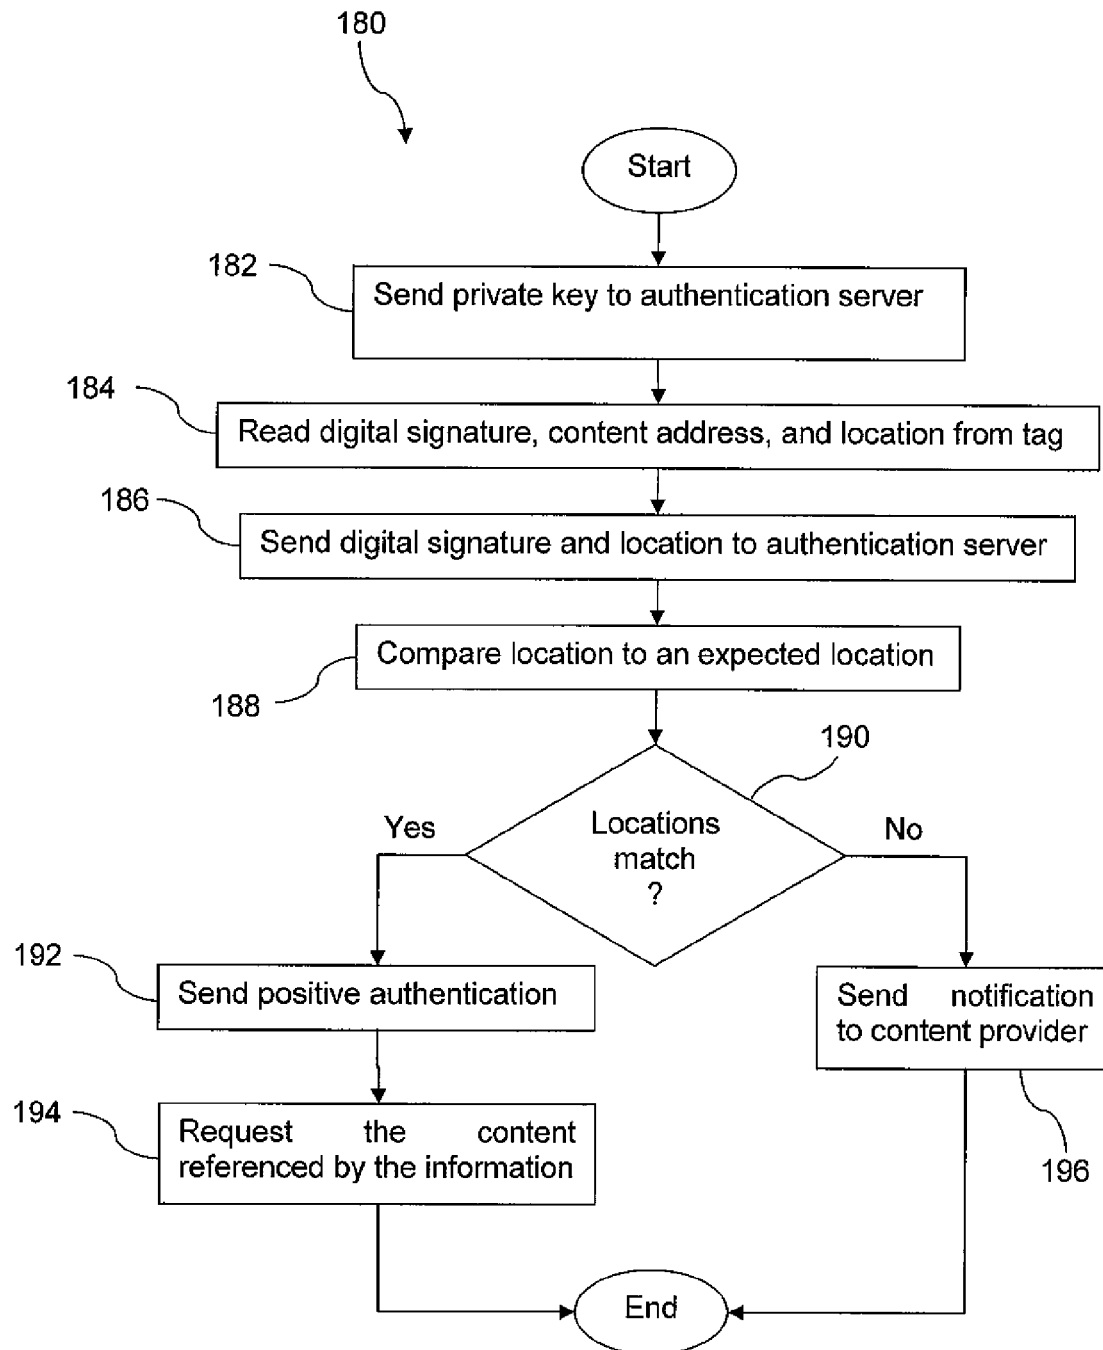 180
Start
182
Send private key to authentication server
184
Read digital signature, content address, and location from tag
186
Send digital signature and location to authentication server
Compare location to an expected location
188
190
Yes
Locations
match
?
No
192
Send positive authentication
Send notification
to content provider
194
Request the content
referenced by the information
196
End